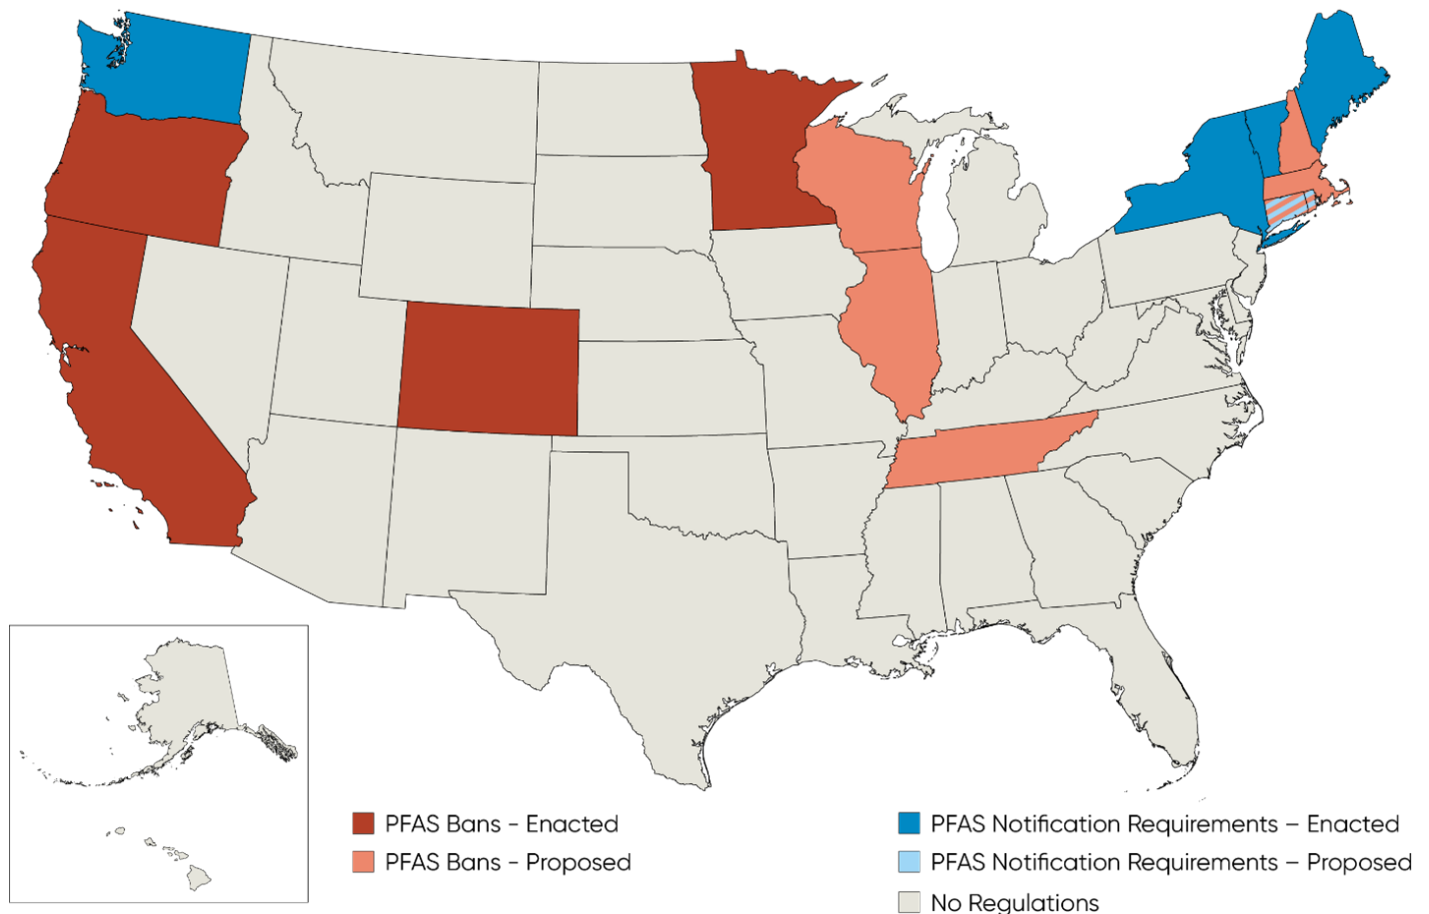 PFAS Bans - Enacted
PFAS Bans - Proposed
PFAS Notification Requirements – Enacted
PFAS Notification Requirements – Proposed
No Regulations